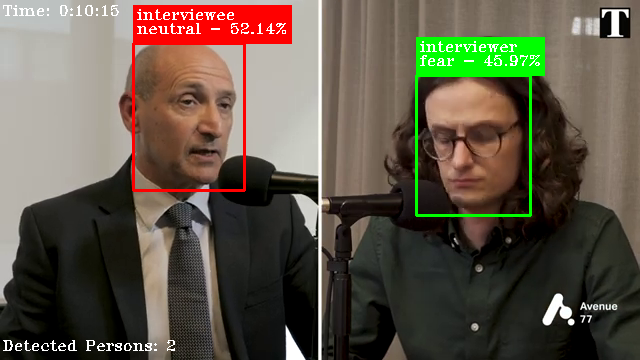 Time: 0:10:15
interviewee
neutral - 52.14%
T
interviewer
fear - 45.97%
Avenue
77
Detected Persons: 2